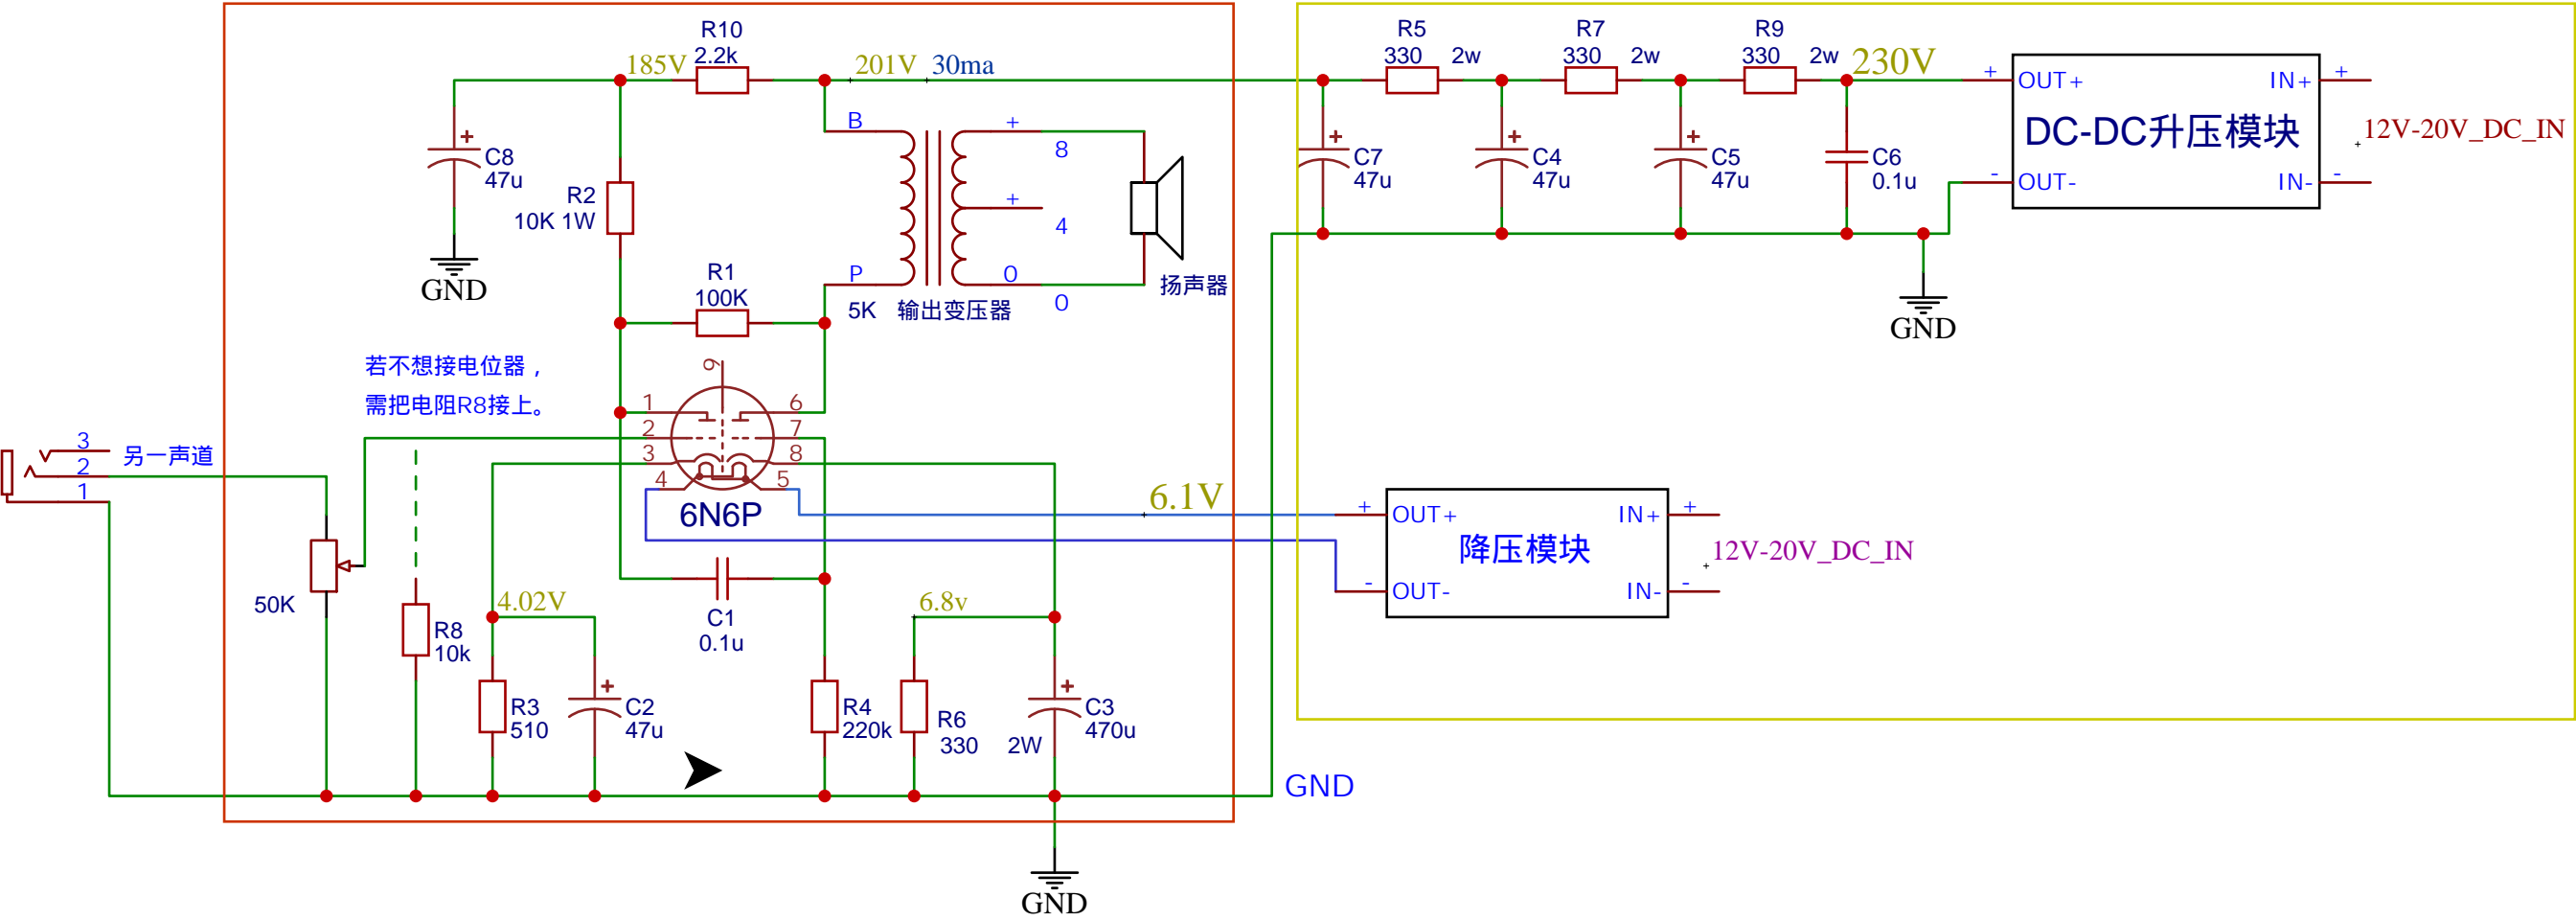 R10
2.2k
185V
201V
30ma
B
+
8
C8
47u
R2
10K 1W
+
4
GND
R1
100K
P
0
0
5K
输出变压器
扬声器
若不想接电位器，
需把电阻R8接上。
9
1
6
2
7
3
8
4
5
6N6P
3
另一声道
2
1
6.1V
50K
R8
10k
4.02V
C1
0.1u
6.8v
R3
510
+
C2
47u
R4
220k
R6
330
2W
+
C3
470u
GND
GND
R5
330
2w
R7
330
2w
R9
330
2w
230V
+
OUT+
IN+
+
DC-DC升压模块
12V-20V_DC_IN
-
OUT-
IN-
-
+
C7
47u
+
C4
47u
+
C5
47u
C6
0.1u
GND
+
OUT+
IN+
+
降压模块
12V-20V_DC_IN
-
OUT-
IN-
-